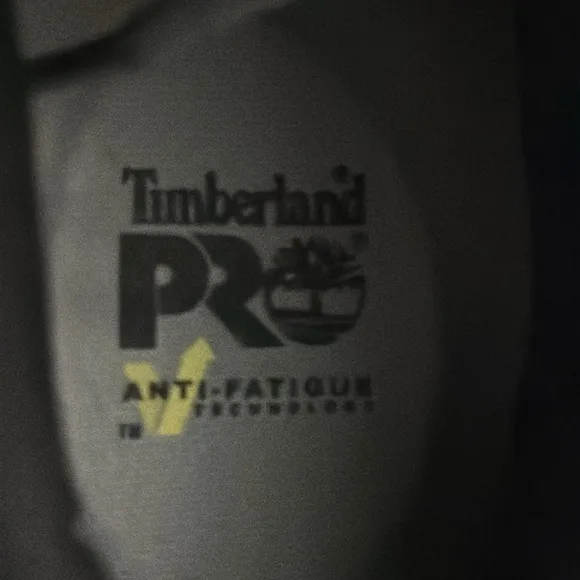 Timberland®
PRO®
ANTI-FATIGUE
TECHNOLOGY
TM